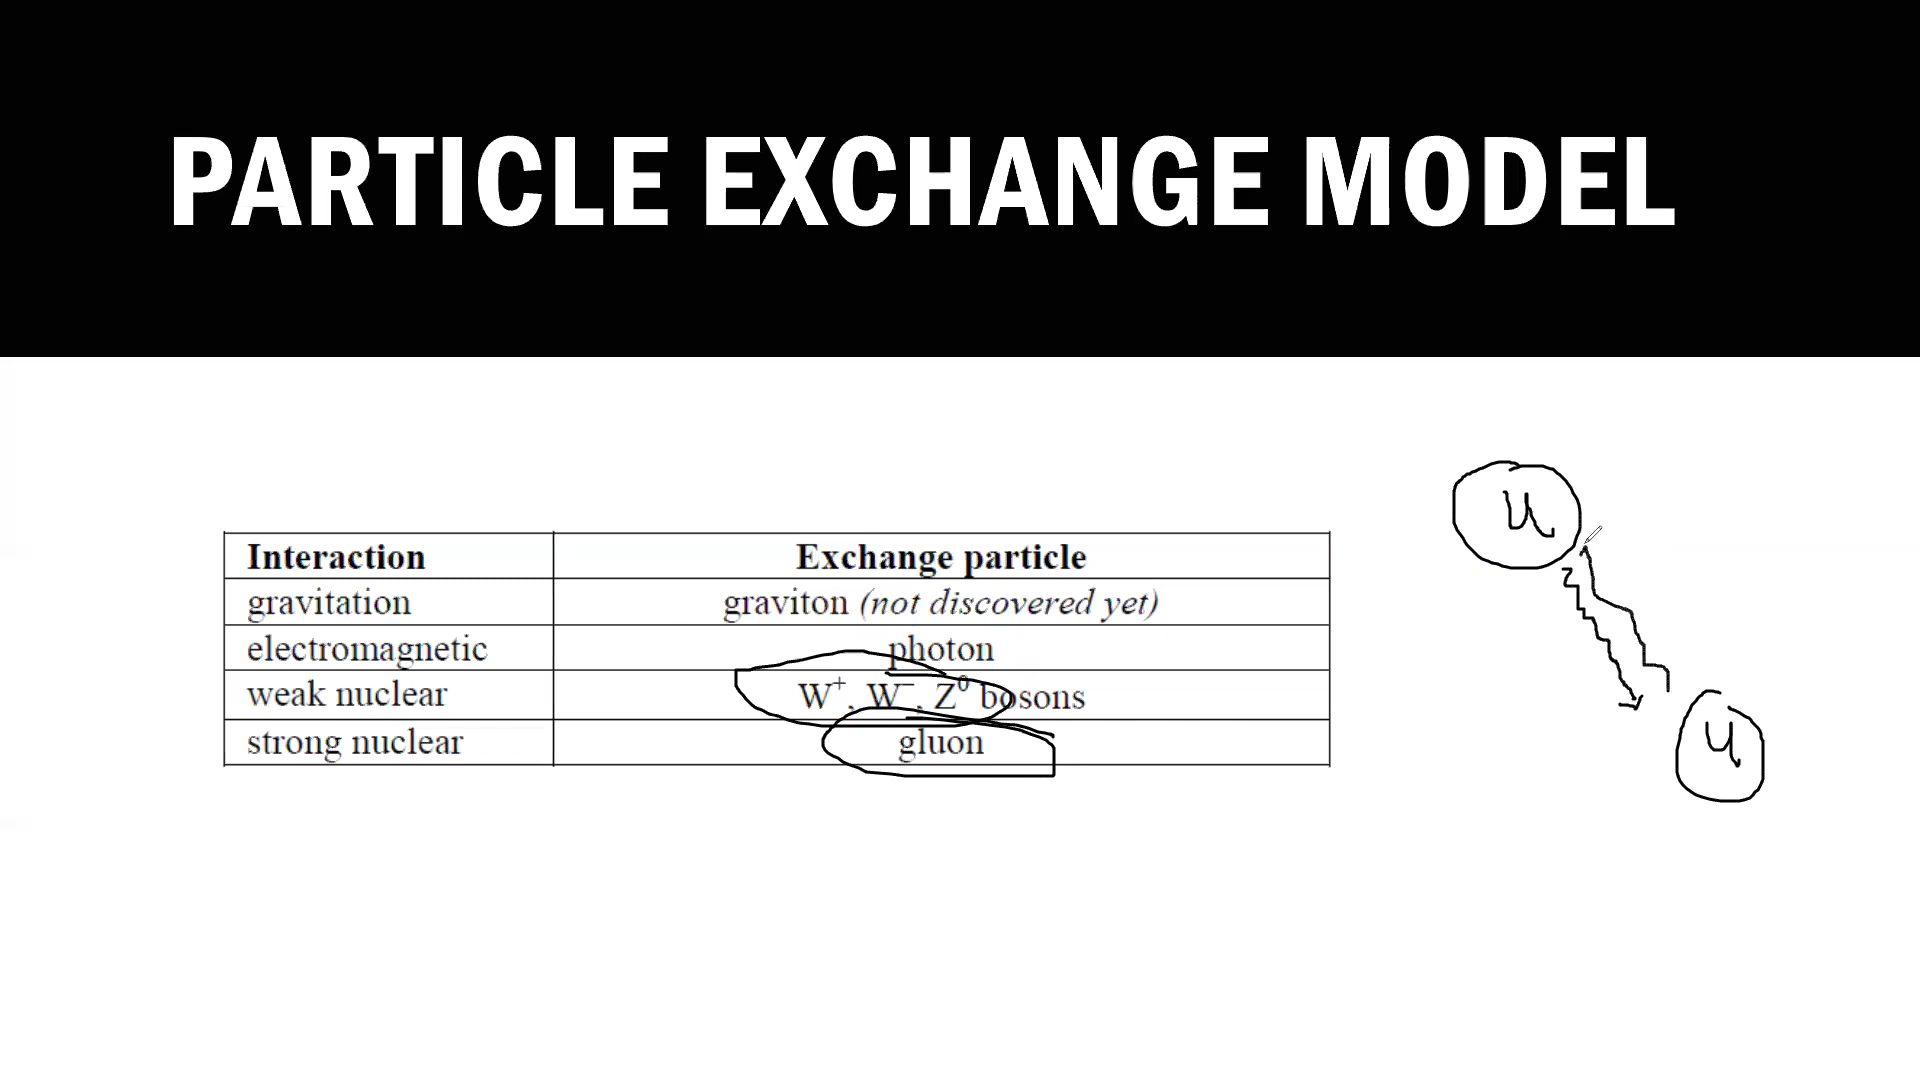 PARTICLE EXCHANGE MODEL
Interaction Exchange particle
gravitation graviton (not discovered yet)
electromagnetic photon
weak nuclear W⁺, W⁻, Z⁰ bosons
strong nuclear gluon
u
u